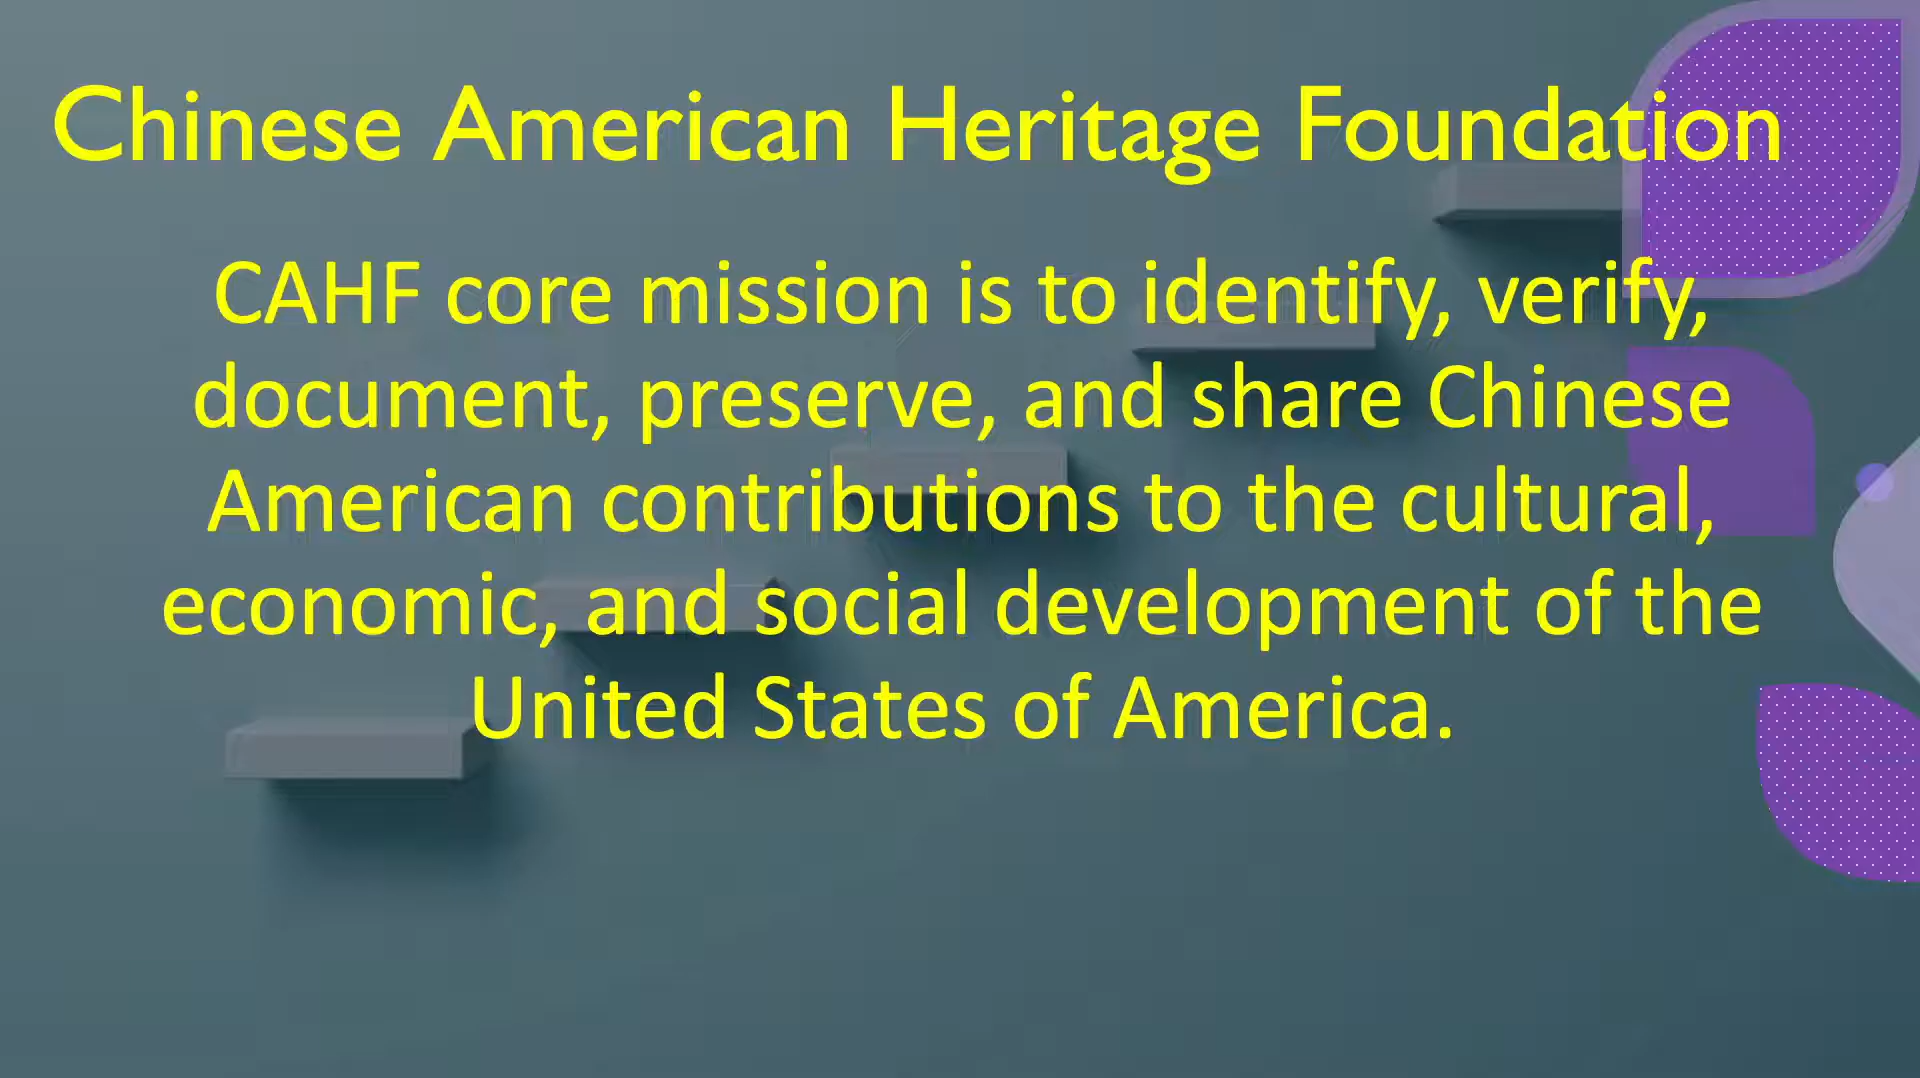 Chinese American Heritage Foundation
CAHF core mission is to identify, verify,
document, preserve, and share Chinese
American contributions to the cultural,
economic, and social development of the
United States of America.